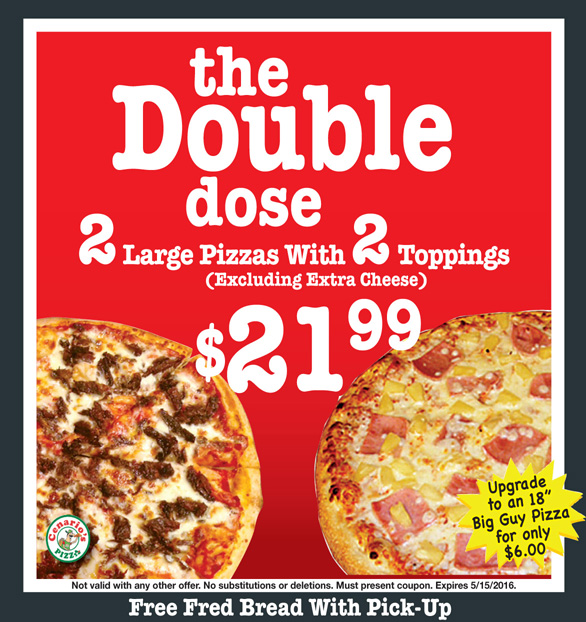 the
Double
dose
2 Large Pizzas With 2 Toppings
(Excluding Extra Cheese)
$21.99
Upgrade
to an 18"
Big Guy Pizza
for only
$6.00
Cenario's
Pizza
Not valid with any other offer. No substitutions or deletions. Must present coupon. Expires 5/15/2016.
Free Fred Bread With Pick-Up